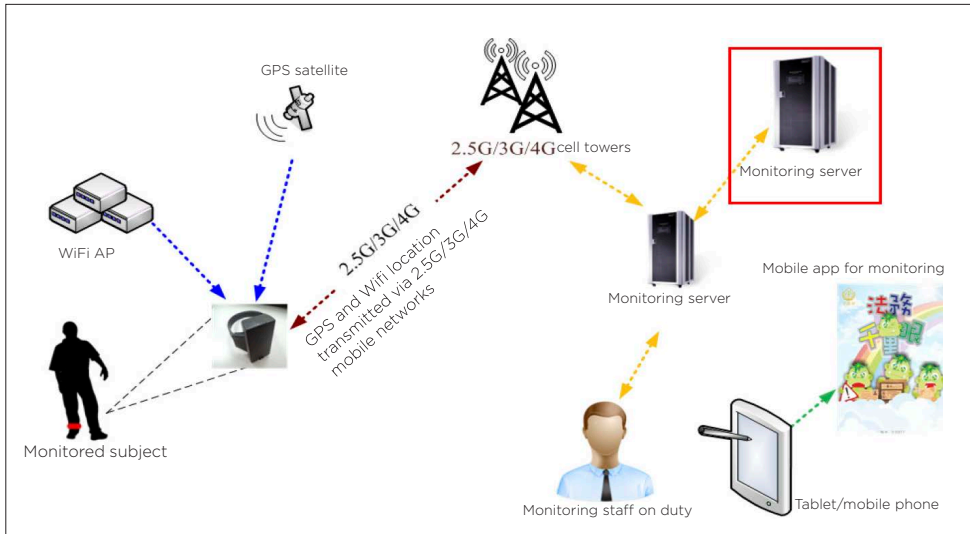 GPS satellite
2.5G/3G/4G cell towers
Monitoring server
WiFi AP
2.5G/3G/4G
GPS and Wifi location
transmitted via 2.5G/3G/4G
mobile networks
Monitoring server
Mobile app for monitoring
法務
千里眼
Monitored subject
Monitoring staff on duty
Tablet/mobile phone